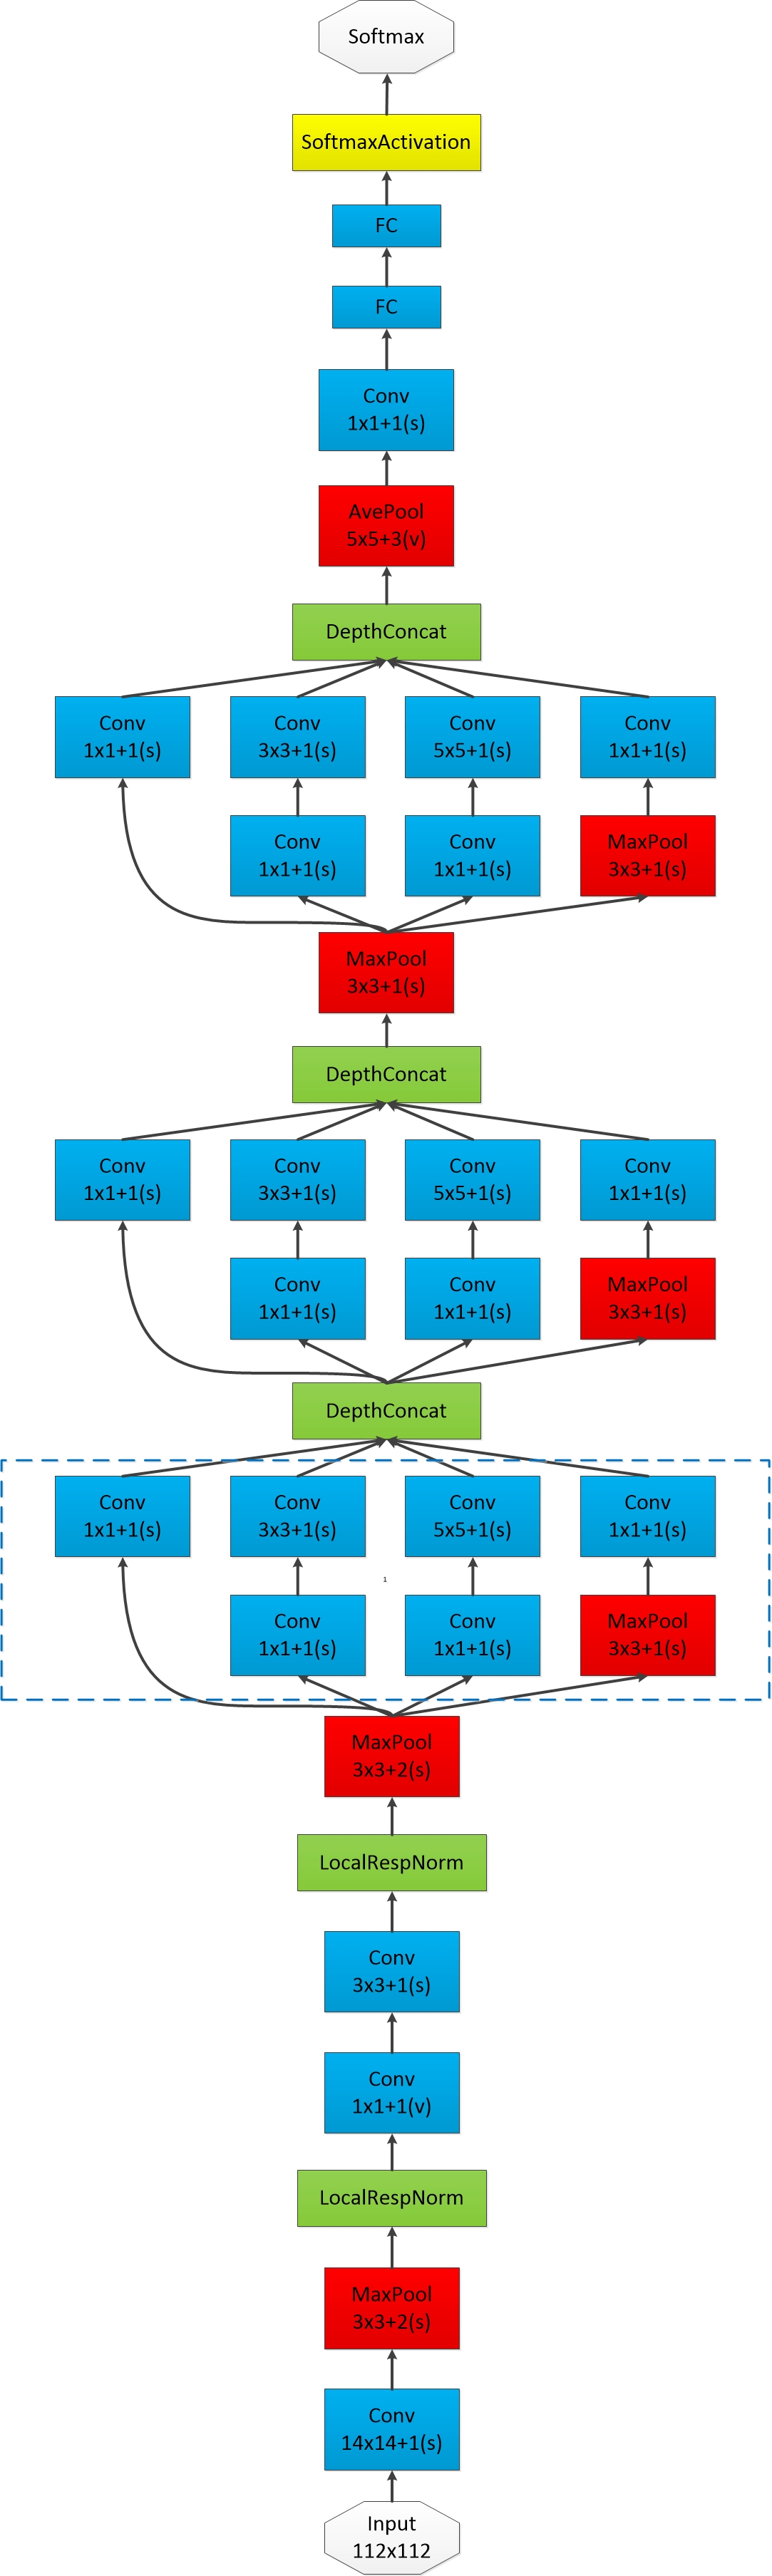 Softmax
SoftmaxActivation
FC
FC
Conv
1x1+1(s)
AvePool
5x5+3(v)
DepthConcat
Conv
1x1+1(s)
Conv
3x3+1(s)
Conv
5x5+1(s)
Conv
1x1+1(s)
Conv
1x1+1(s)
Conv
1x1+1(s)
MaxPool
3x3+1(s)
MaxPool
3x3+1(s)
DepthConcat
Conv
1x1+1(s)
Conv
3x3+1(s)
Conv
5x5+1(s)
Conv
1x1+1(s)
Conv
1x1+1(s)
Conv
1x1+1(s)
MaxPool
3x3+1(s)
DepthConcat
Conv
1x1+1(s)
Conv
3x3+1(s)
Conv
5x5+1(s)
Conv
1x1+1(s)
1
Conv
1x1+1(s)
Conv
1x1+1(s)
MaxPool
3x3+1(s)
MaxPool
3x3+2(s)
LocalRespNorm
Conv
3x3+1(s)
Conv
1x1+1(v)
LocalRespNorm
MaxPool
3x3+2(s)
Conv
14x14+1(s)
Input
112x112